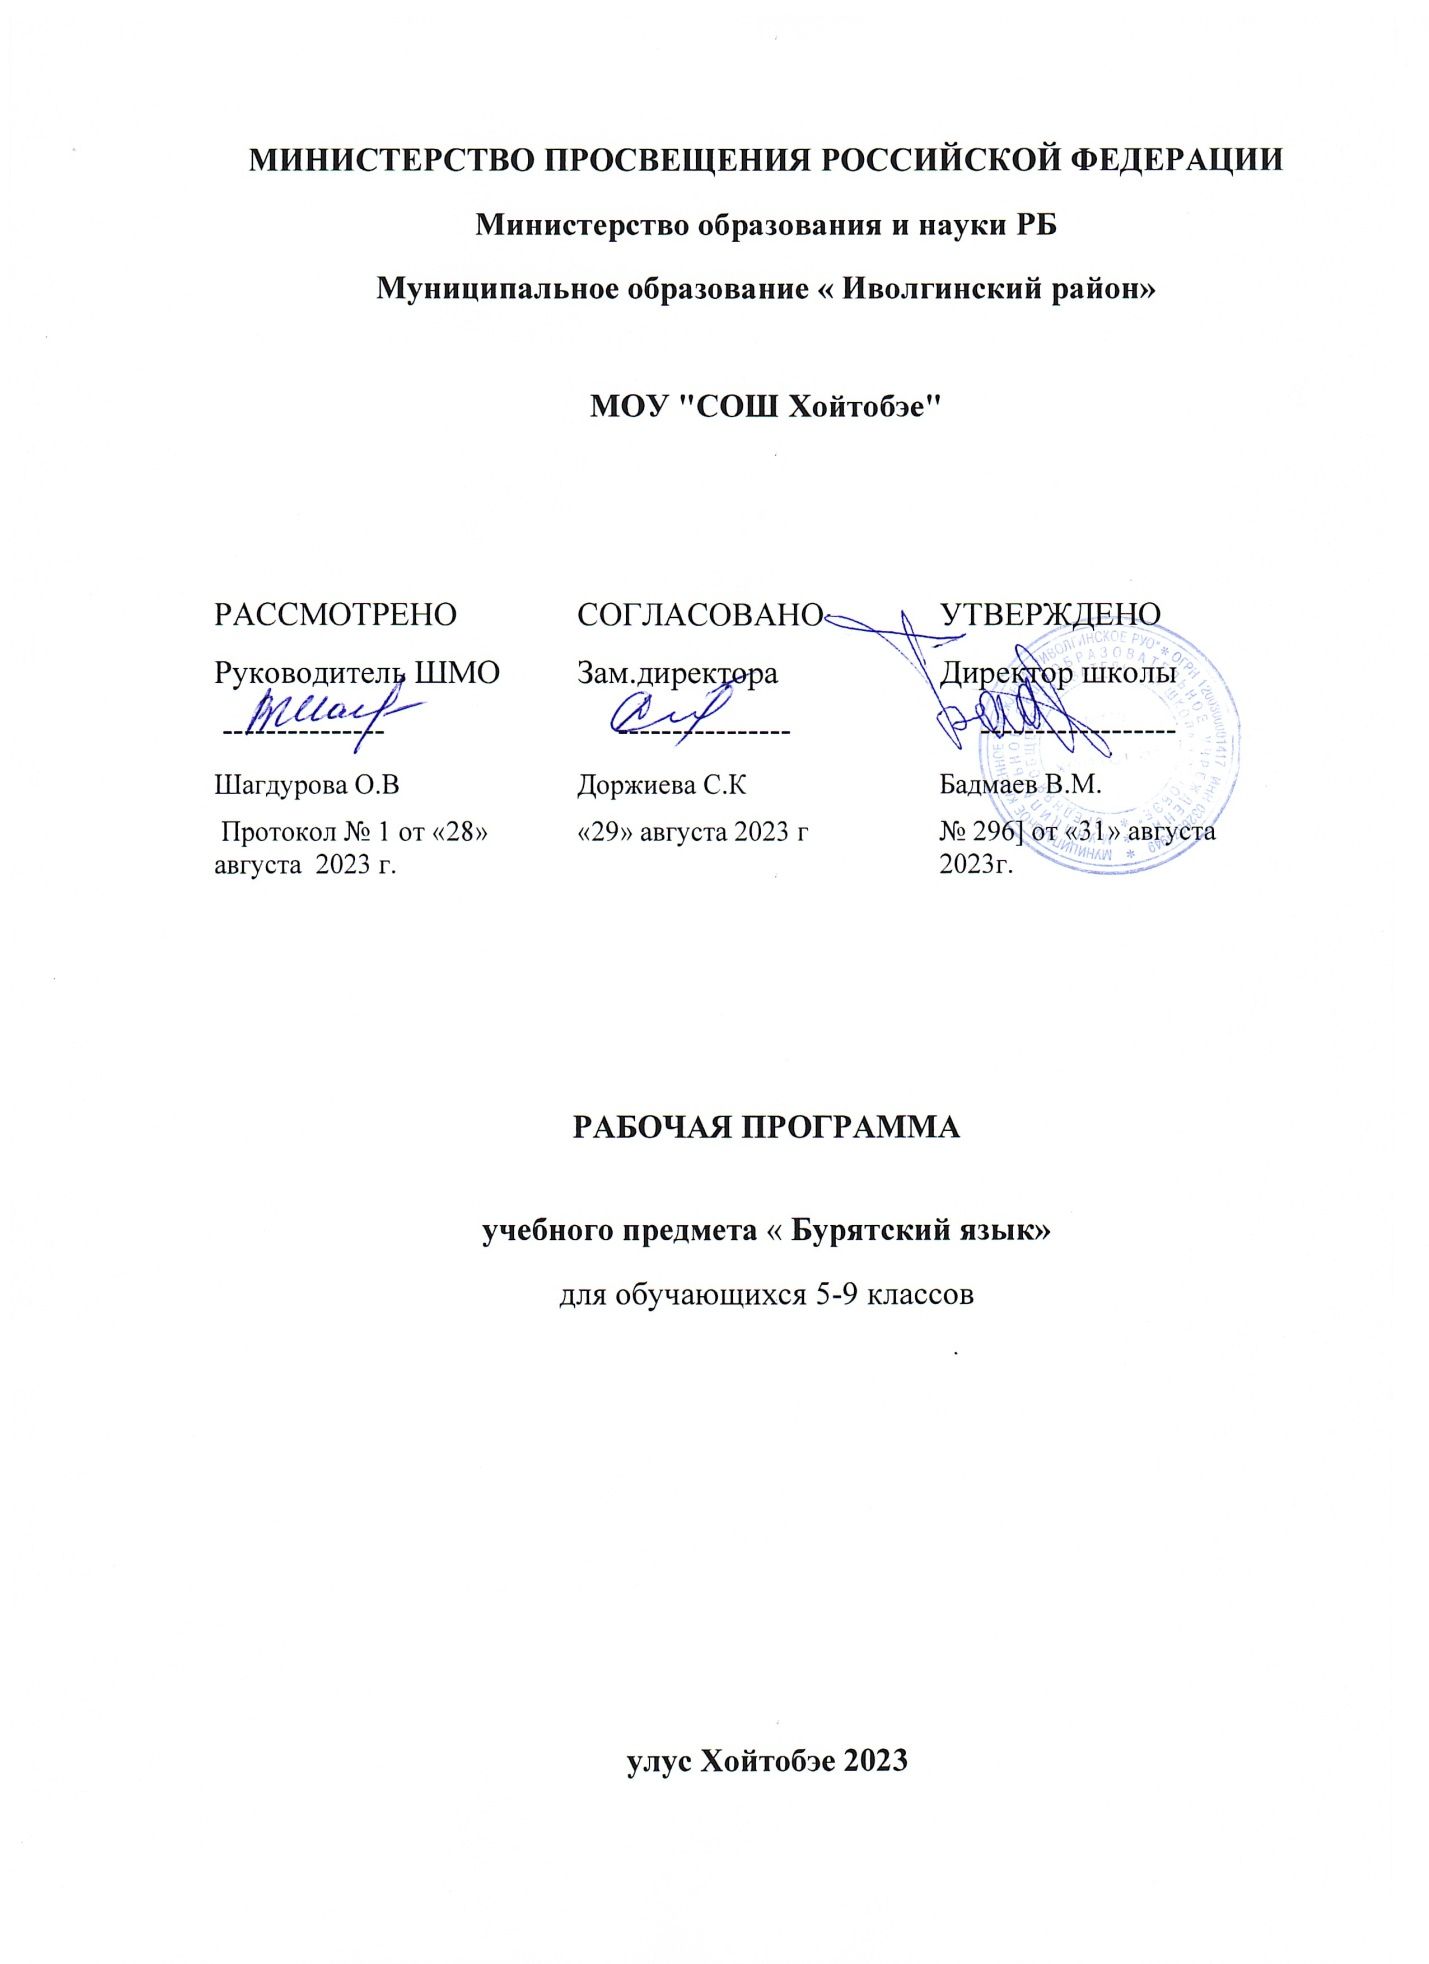 МИНИСТЕРСТВО ПРОСВЕЩЕНИЯ РОССИЙСКОЙ ФЕДЕРАЦИИ
Министерство образования и науки РБ
Муниципальное образование « Иволгинский район»
МОУ "СОШ Хойтобэе"
РАССМОТРЕНО
Руководитель ШМО
----------------
Шагдурова О.В
Протокол № 1 от «28»
августа 2023 г.
СОГЛАСОВАНО
Зам.директора
-----------------
Доржиева С.К
«29» августа 2023 г
УТВЕРЖДЕНО
Директор школы
-------------------
Бадмаев В.М.
№ 296] от «31» августа
2023г.
РАБОЧАЯ ПРОГРАММА
учебного предмета « Бурятский язык»
для обучающихся 5-9 классов
.
улус Хойтобэе 2023